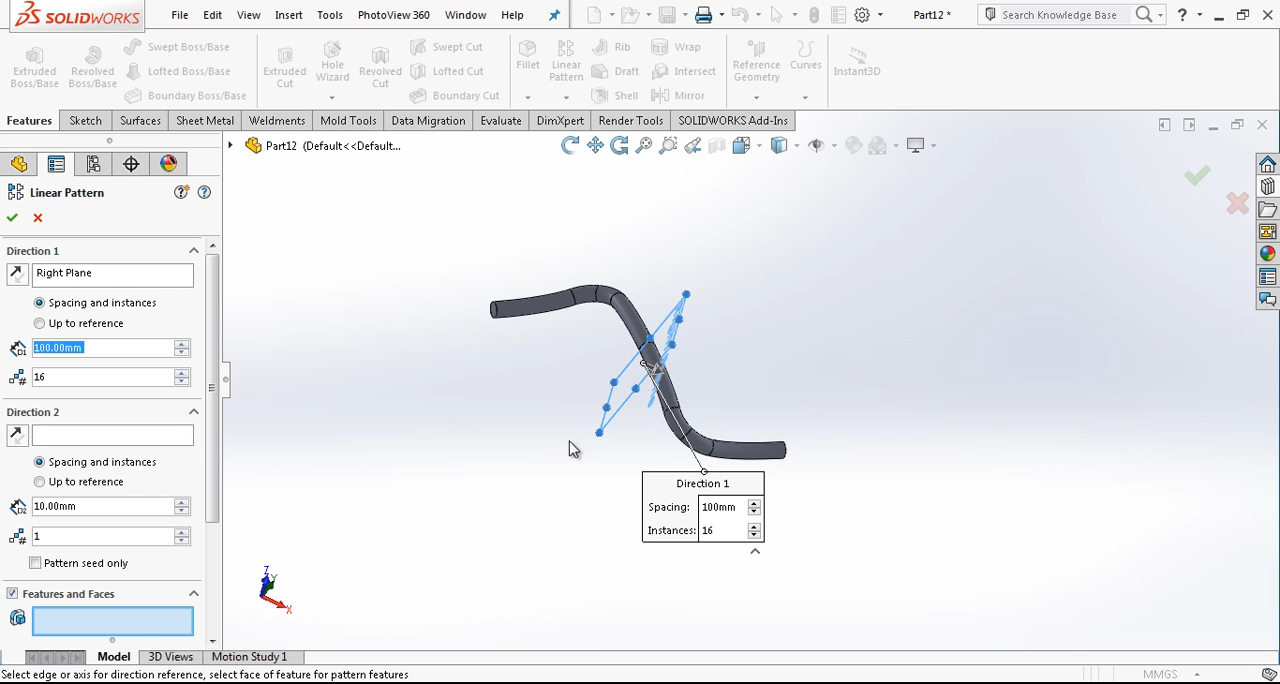 SOLIDWORKS
File Edit View Insert Tools PhotoView 360 Window Help
Part12 *
Search Knowledge Base
?
Extruded Boss/Base
Revolved Boss/Base
Swept Boss/Base
Lofted Boss/Base
Boundary Boss/Base
Extruded Cut
Hole Wizard
Revolved Cut
Swept Cut
Lofted Cut
Boundary Cut
Fillet
Linear Pattern
Rib
Draft
Shell
Wrap
Intersect
Mirror
Reference Geometry
Curves
Instant3D
Features Sketch Surfaces Sheet Metal Weldments Mold Tools Data Migration Evaluate DimXpert Render Tools SOLIDWORKS Add-Ins
Part12 (Default<<Default...
Linear Pattern
Direction 1
Right Plane
Spacing and instances
Up to reference
D1
100.00mm
#
16
Direction 2
Spacing and instances
Up to reference
D2
10.00mm
#
1
Pattern seed only
Features and Faces
Direction 1
Spacing: 100mm
Instances: 16
Z
Y
X
Model 3D Views Motion Study 1
Select edge or axis for direction reference, select face of feature for pattern features
MMGS